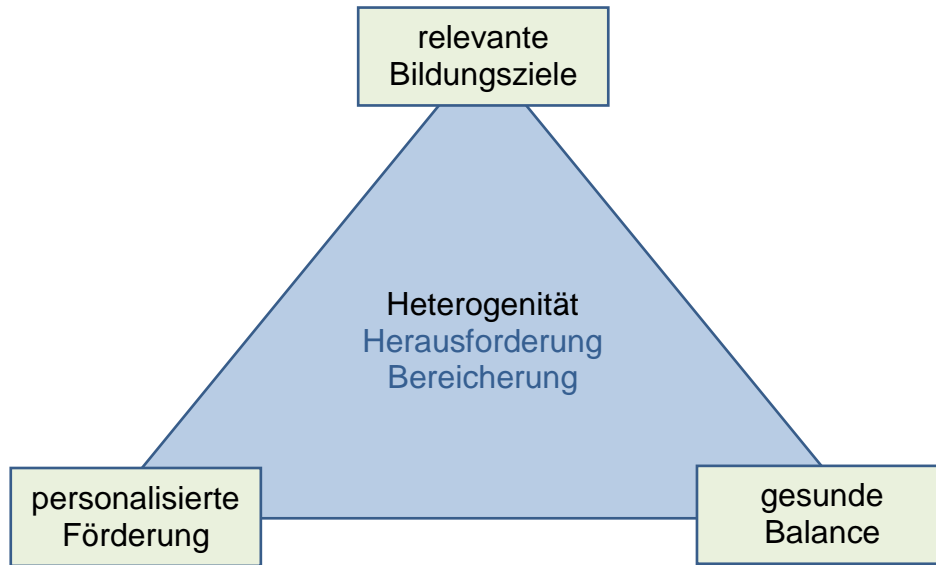 relevante
Bildungsziele
Heterogenität
Herausforderung
Bereicherung
personalisierte
Förderung
gesunde
Balance